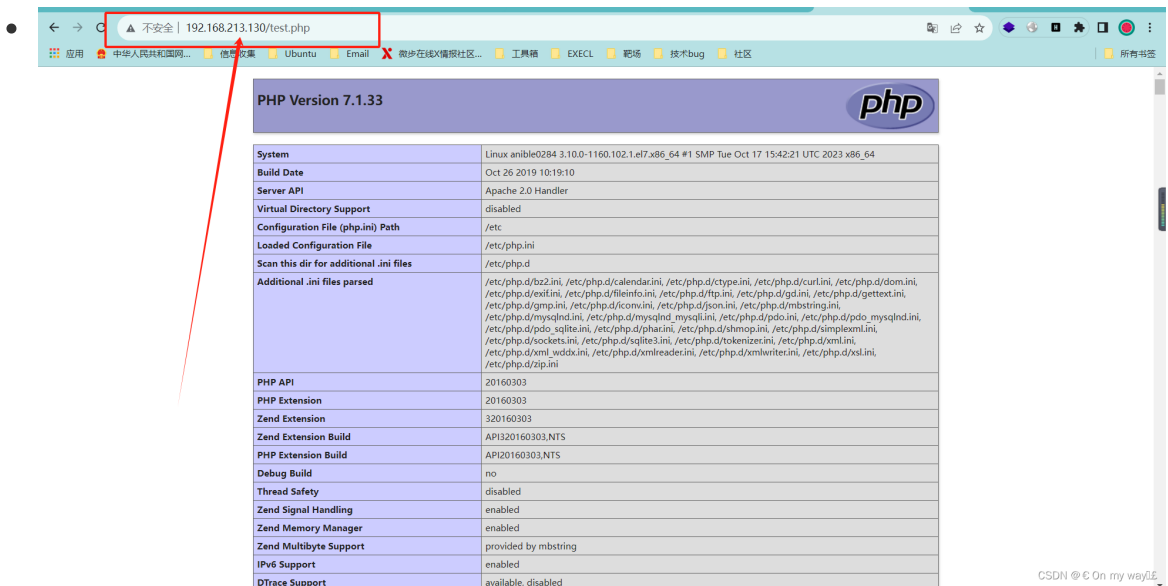 不安全 192.168.213.130/test.php
应用 中华人民共和国网... 信息收集 Ubuntu Email 微步在线X情报社区... 工具箱 EXECL 靶场 技术bug 社区 所有书签
PHP Version 7.1.33
php
System Linux anible0284 3.10.0-1160.102.1.el7.x86_64 #1 SMP Tue Oct 17 15:42:21 UTC 2023 x86_64
Build Date Oct 26 2019 10:19:10
Server API Apache 2.0 Handler
Virtual Directory Support disabled
Configuration File (php.ini) Path /etc
Loaded Configuration File /etc/php.ini
Scan this dir for additional .ini files /etc/php.d
Additional .ini files parsed /etc/php.d/bz2.ini, /etc/php.d/calendar.ini, /etc/php.d/ctype.ini, /etc/php.d/curl.ini, /etc/php.d/dom.ini,
/etc/php.d/exif.ini, /etc/php.d/fileinfo.ini, /etc/php.d/ftp.ini, /etc/php.d/gd.ini, /etc/php.d/gettext.ini,
/etc/php.d/gmp.ini, /etc/php.d/iconv.ini, /etc/php.d/json.ini, /etc/php.d/mbstring.ini,
/etc/php.d/mysqlnd.ini, /etc/php.d/mysqlnd_mysqli.ini, /etc/php.d/pdo.ini, /etc/php.d/pdo_mysqlnd.ini,
/etc/php.d/pdo_sqlite.ini, /etc/php.d/phar.ini, /etc/php.d/shmop.ini, /etc/php.d/simplexml.ini,
/etc/php.d/sockets.ini, /etc/php.d/sqlite3.ini, /etc/php.d/tokenizer.ini, /etc/php.d/xml.ini,
/etc/php.d/xml_wddx.ini, /etc/php.d/xmlreader.ini, /etc/php.d/xmlwriter.ini, /etc/php.d/xsl.ini,
/etc/php.d/zip.ini
PHP API 20160303
PHP Extension 20160303
Zend Extension 320160303
Zend Extension Build API320160303,NTS
PHP Extension Build API20160303,NTS
Debug Build no
Thread Safety disabled
Zend Signal Handling enabled
Zend Memory Manager enabled
Zend Multibyte Support provided by mbstring
IPv6 Support enabled
DTrace Support available, disabled
CSDN @€ On my way